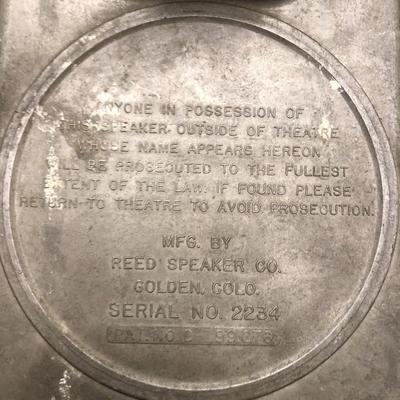 ANYONE IN POSSESSION OF
THIS SPEAKER OUTSIDE OF THEATRE
WHOSE NAME APPEARS HEREON
WILL BE PROSECUTED TO THE FULLEST
EXTENT OF THE LAW. IF FOUND PLEASE
RETURN TO THEATRE TO AVOID PROSECUTION.
MFG. BY
REED SPEAKER CO.
GOLDEN, COLO.
SERIAL NO. 2234
PAT. NO. D